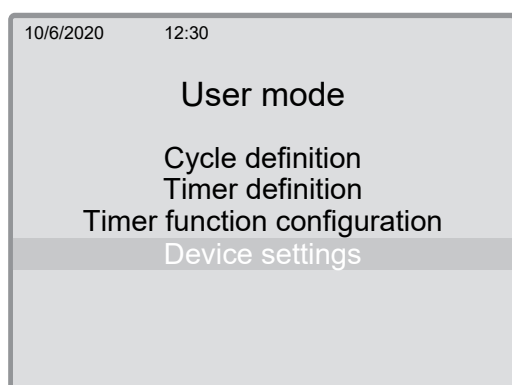 10/6/2020 12:30
User mode
Cycle definition
Timer definition
Timer function configuration
Device settings